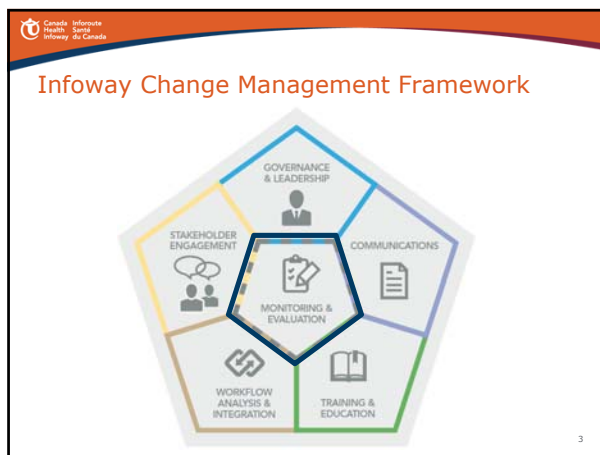 Canada Inforoute
Health Santé
Infoway du Canada
Infoway Change Management Framework
GOVERNANCE
& LEADERSHIP
STAKEHOLDER
ENGAGEMENT
COMMUNICATIONS
MONITORING &
EVALUATION
WORKFLOW
ANALYSIS &
INTEGRATION
TRAINING &
EDUCATION
3